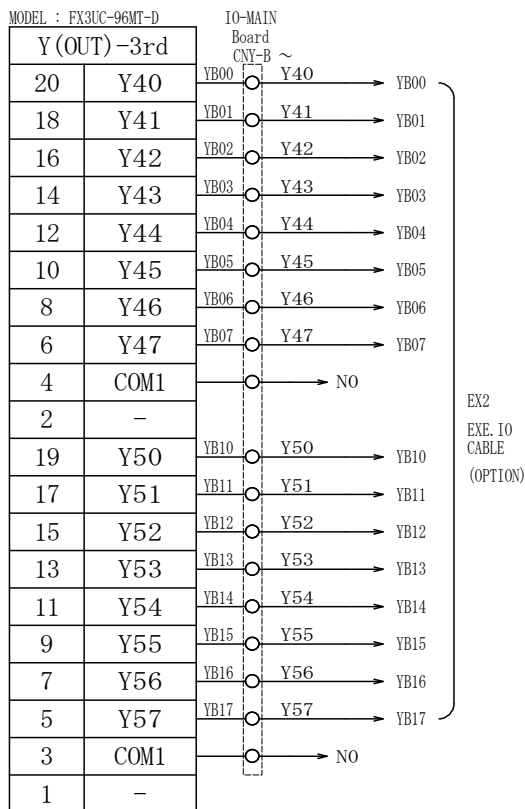 MODEL : FX3UC-96MT-D
IO-MAIN
Board
CNY-B ~
Y(OUT)-3rd
20 Y40 YB00 Y40 YB00
18 Y41 YB01 Y41 YB01
16 Y42 YB02 Y42 YB02
14 Y43 YB03 Y43 YB03
12 Y44 YB04 Y44 YB04
10 Y45 YB05 Y45 YB05
8 Y46 YB06 Y46 YB06
6 Y47 YB07 Y47 YB07
4 COM1 N0
2 -
19 Y50 YB10 Y50 YB10
17 Y51 YB11 Y51 YB11
15 Y52 YB12 Y52 YB12
13 Y53 YB13 Y53 YB13
11 Y54 YB14 Y54 YB14
9 Y55 YB15 Y55 YB15
7 Y56 YB16 Y56 YB16
5 Y57 YB17 Y57 YB17
3 COM1 N0
1 -
EX2
EXE.IO
CABLE
(OPTION)